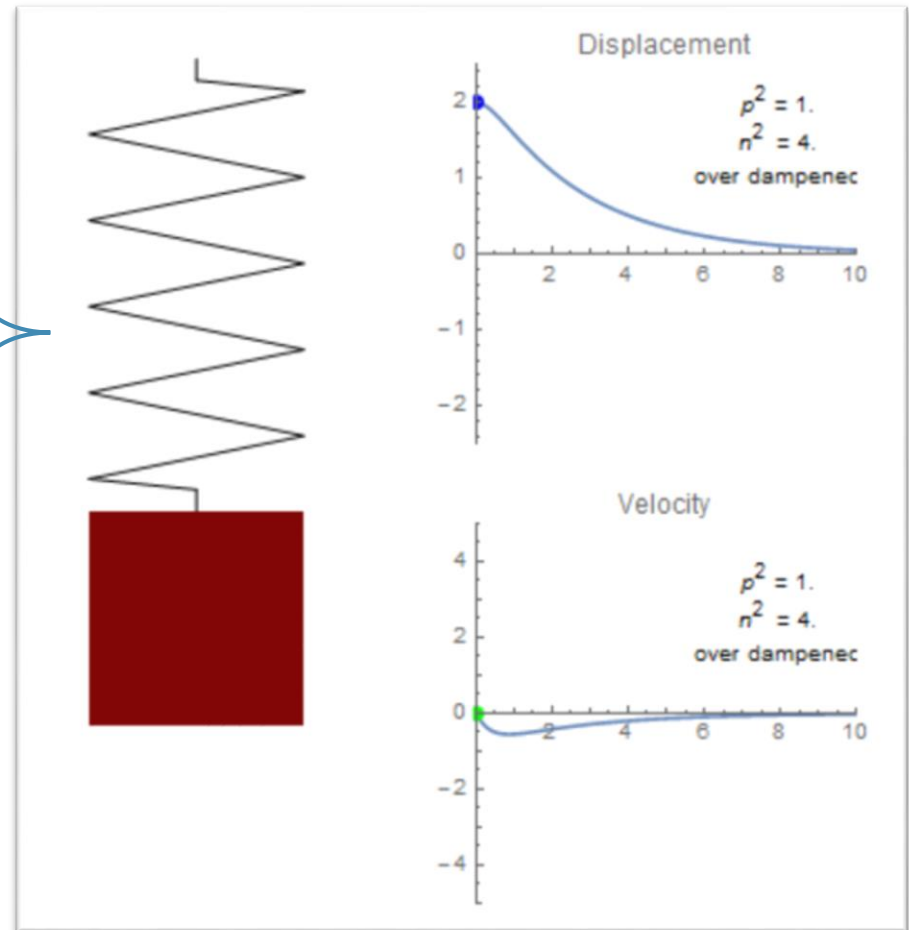 Displacement
p² = 1.
n² = 4.
over dampenec
2
1
0
-1
-2
2
4
6
8
10
Velocity
p² = 1.
n² = 4.
over dampenec
4
2
0
-2
-4
2
4
6
8
10